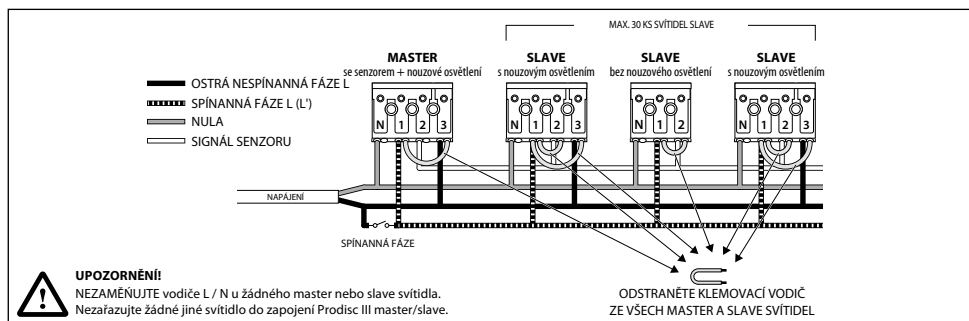 MAX. 30 KS SVÍTIDEL SLAVE
MASTER
se senzorem + nouzové osvětlení
SLAVE
s nouzovým osvětlením
SLAVE
bez nouzového osvětlení
SLAVE
s nouzovým osvětlením
OSTRÁ NESPÍNANNÁ FÁZE L
SPÍNANNÁ FÁZE L (L')
NULA
SIGNÁL SENZORU
N 1 2 3
N 1 2 3
N 1 2
N 1 2 3
NAPÁJENÍ
SPÍNANNÁ FÁZE
UPOZORNĚNÍ!
NEZAMĚŃUJTE vodiče L / N u žádného master nebo slave svítidla.
Nezařazujte žádné jiné svítidlo do zapojení Prodisc III master/slave.
ODSTRANĚTE KLEMOVACÍ VODIČ
ZE VŠECH MASTER A SLAVE SVÍTIDEL